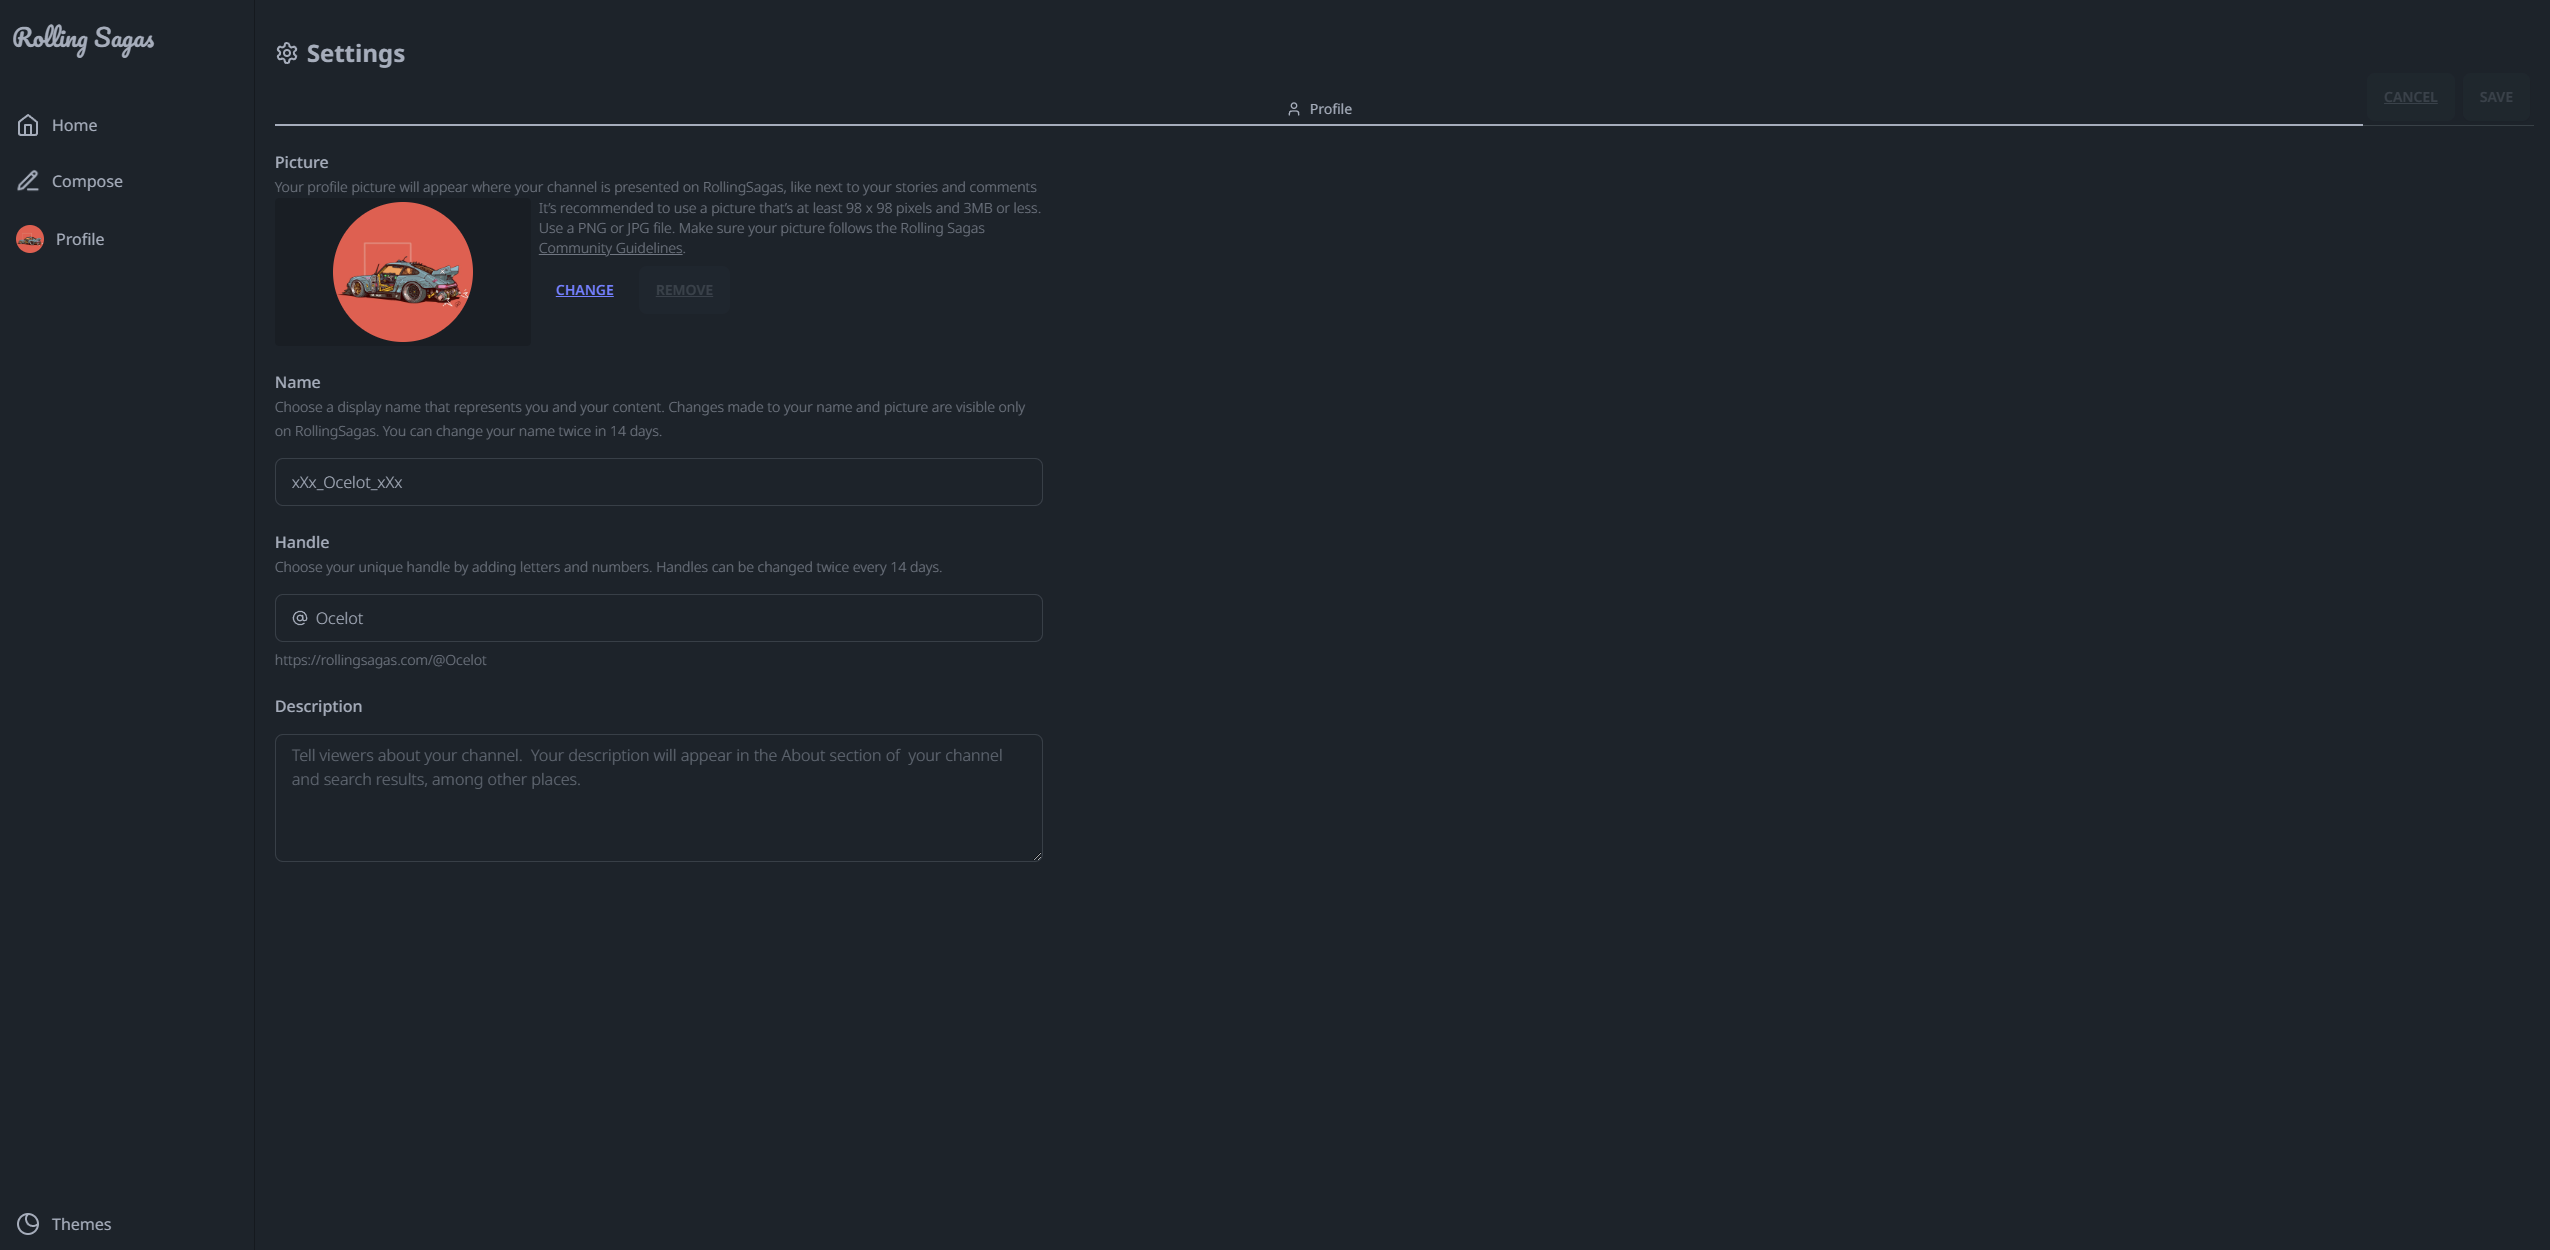 Rolling Sagas
Home
Compose
Profile
Themes
Settings
Profile
CANCEL
SAVE
Picture
Your profile picture will appear where your channel is presented on RollingSagas, like next to your stories and comments
It's recommended to use a picture that's at least 98 x 98 pixels and 3MB or less.
Use a PNG or JPG file. Make sure your picture follows the Rolling Sagas
Community Guidelines.
CHANGE
REMOVE
Name
Choose a display name that represents you and your content. Changes made to your name and picture are visible only
on RollingSagas. You can change your name twice in 14 days.
xXx_Ocelot_xXx
Handle
Choose your unique handle by adding letters and numbers. Handles can be changed twice every 14 days.
@ Ocelot
https://rollingsagas.com/@Ocelot
Description
Tell viewers about your channel.  Your description will appear in the About section of  your channel
and search results, among other places.